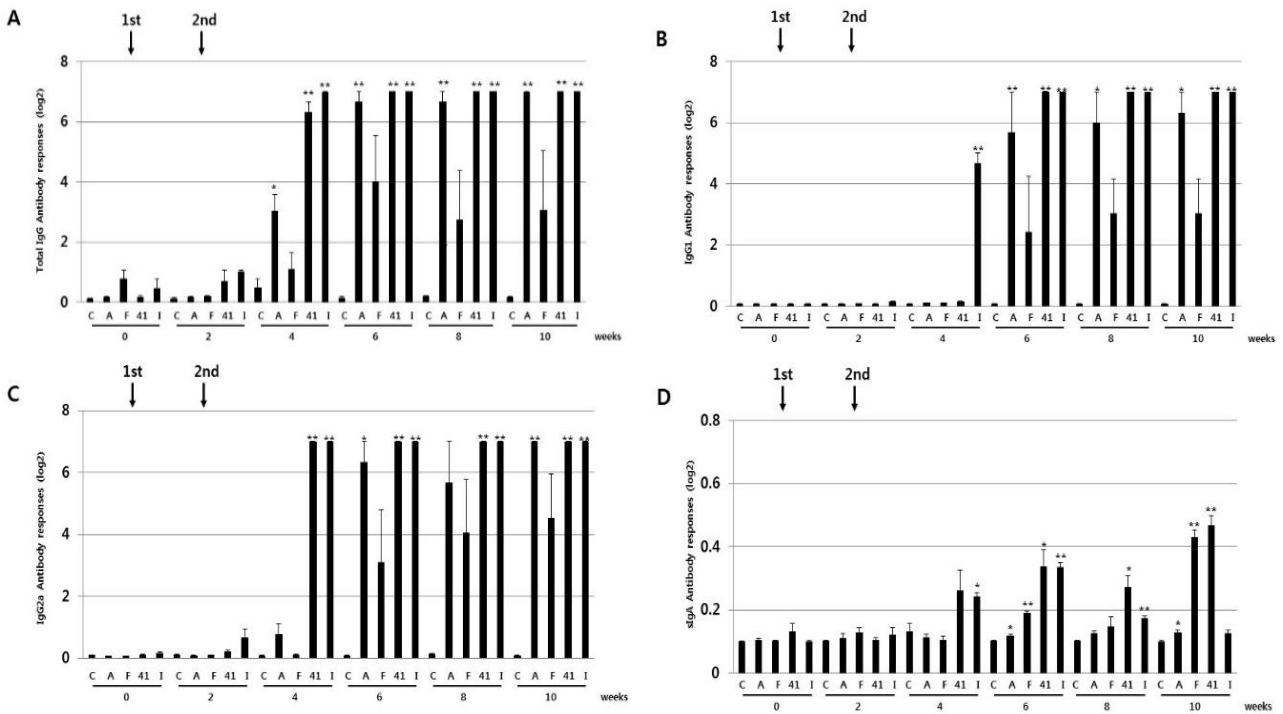 A
1st 2nd
Total IgG Antibody responses (log2)
8
6
4
2
0
* ** ** ** ** ** ** ** ** ** ** **
C A F 41 I C A F 41 I C A F 41 I C A F 41 I C A F 41 I C A F 41 I
0 2 4 6 8 10 weeks
B
1st 2nd
IgG1 Antibody responses (log2)
8
6
4
2
0
** ** ** ** * ** ** * ** **
C A F 41 I C A F 41 I C A F 41 I C A F 41 I C A F 41 I C A F 41 I
0 2 4 6 8 10 weeks
C
1st 2nd
IgG2a Antibody responses (log2)
8
6
4
2
0
** ** * ** ** ** ** ** ** **
C A F 41 I C A F 41 I C A F 41 I C A F 41 I C A F 41 I C A F 41 I
0 2 4 6 8 10 weeks
D
1st 2nd
sIgA Antibody responses (log2)
0.8
0.6
0.4
0.2
0
* * ** * ** * ** * ** **
C A F 41 I C A F 41 I C A F 41 I C A F 41 I C A F 41 I C A F 41 I
0 2 4 6 8 10 weeks